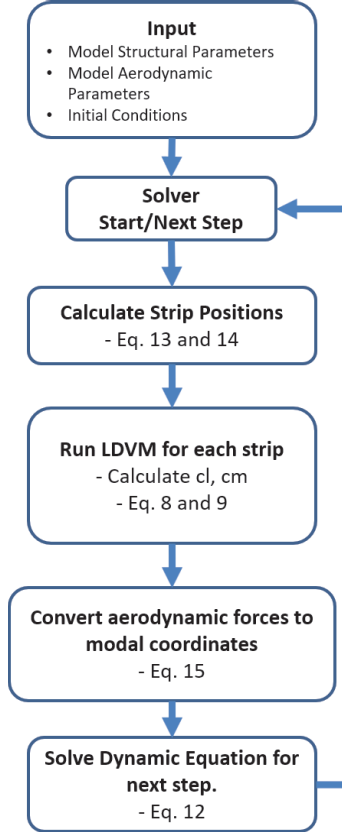 Input
• Model Structural Parameters
• Model Aerodynamic
Parameters
• Initial Conditions
Solver
Start/Next Step
Calculate Strip Positions
- Eq. 13 and 14
Run LDVM for each strip
- Calculate cl, cm
- Eq. 8 and 9
Convert aerodynamic forces to
modal coordinates
- Eq. 15
Solve Dynamic Equation for
next step.
- Eq. 12